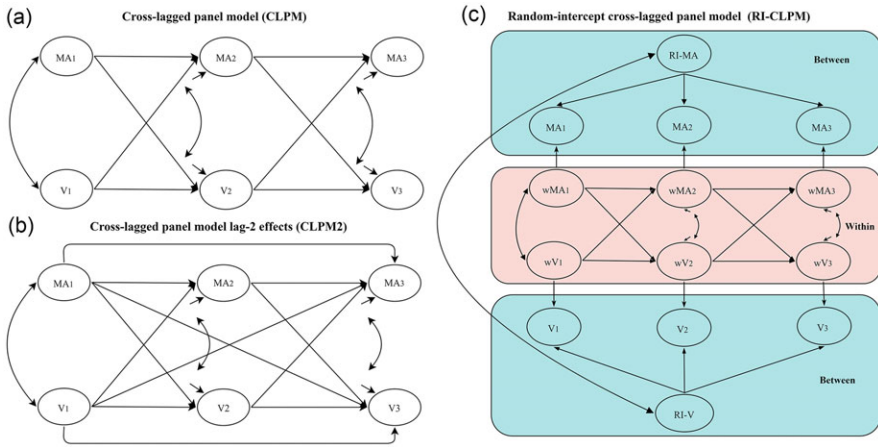 (a)
Cross-lagged panel model (CLPM)
MA1
MA2
MA3
V1
V2
V3
(b)
Cross-lagged panel model lag-2 effects (CLPM2)
MA1
MA2
MA3
V1
V2
V3
(c)
Random-intercept cross-lagged panel model (RI-CLPM)
RI-MA
Between
MA1
MA2
MA3
wMA1
wMA2
wMA3
Within
wV1
wV2
wV3
V1
V2
V3
Between
RI-V